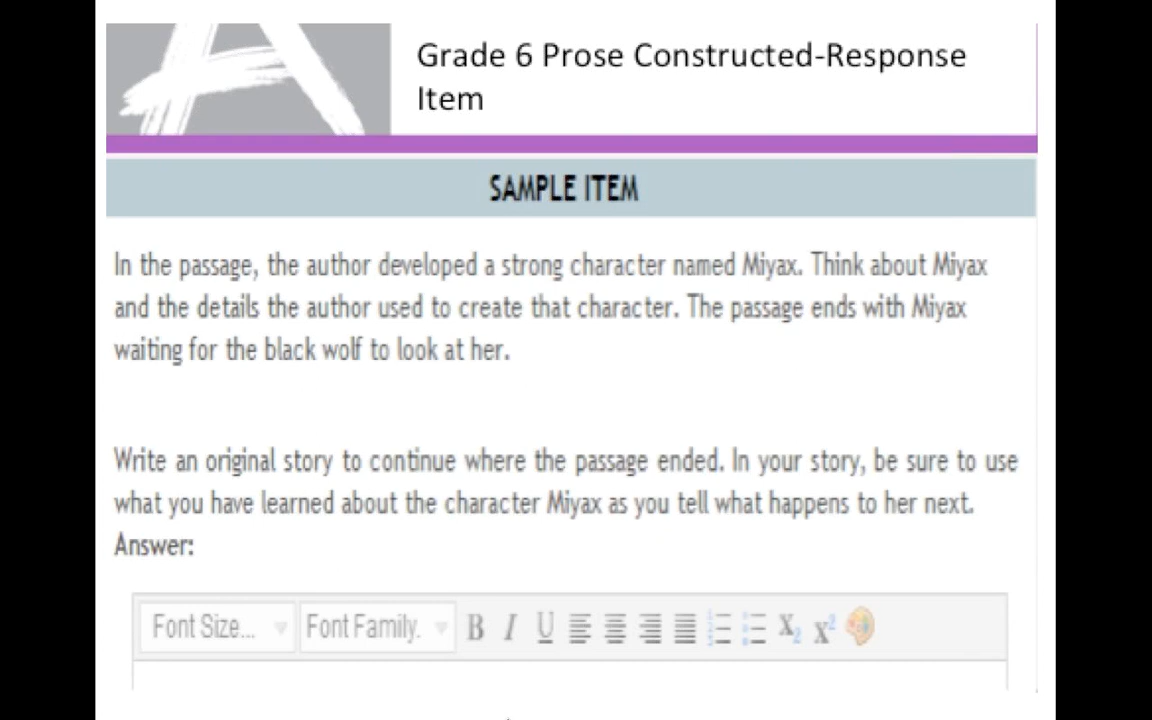 Grade 6 Prose Constructed-Response
Item
SAMPLE ITEM
In the passage, the author developed a strong character named Miyax. Think about Miyax
and the details the author used to create that character. The passage ends with Miyax
waiting for the black wolf to look at her.
Write an original story to continue where the passage ended. In your story, be sure to use
what you have learned about the character Miyax as you tell what happens to her next.
Answer:
Font Size... Font Family. B I U X2 X2